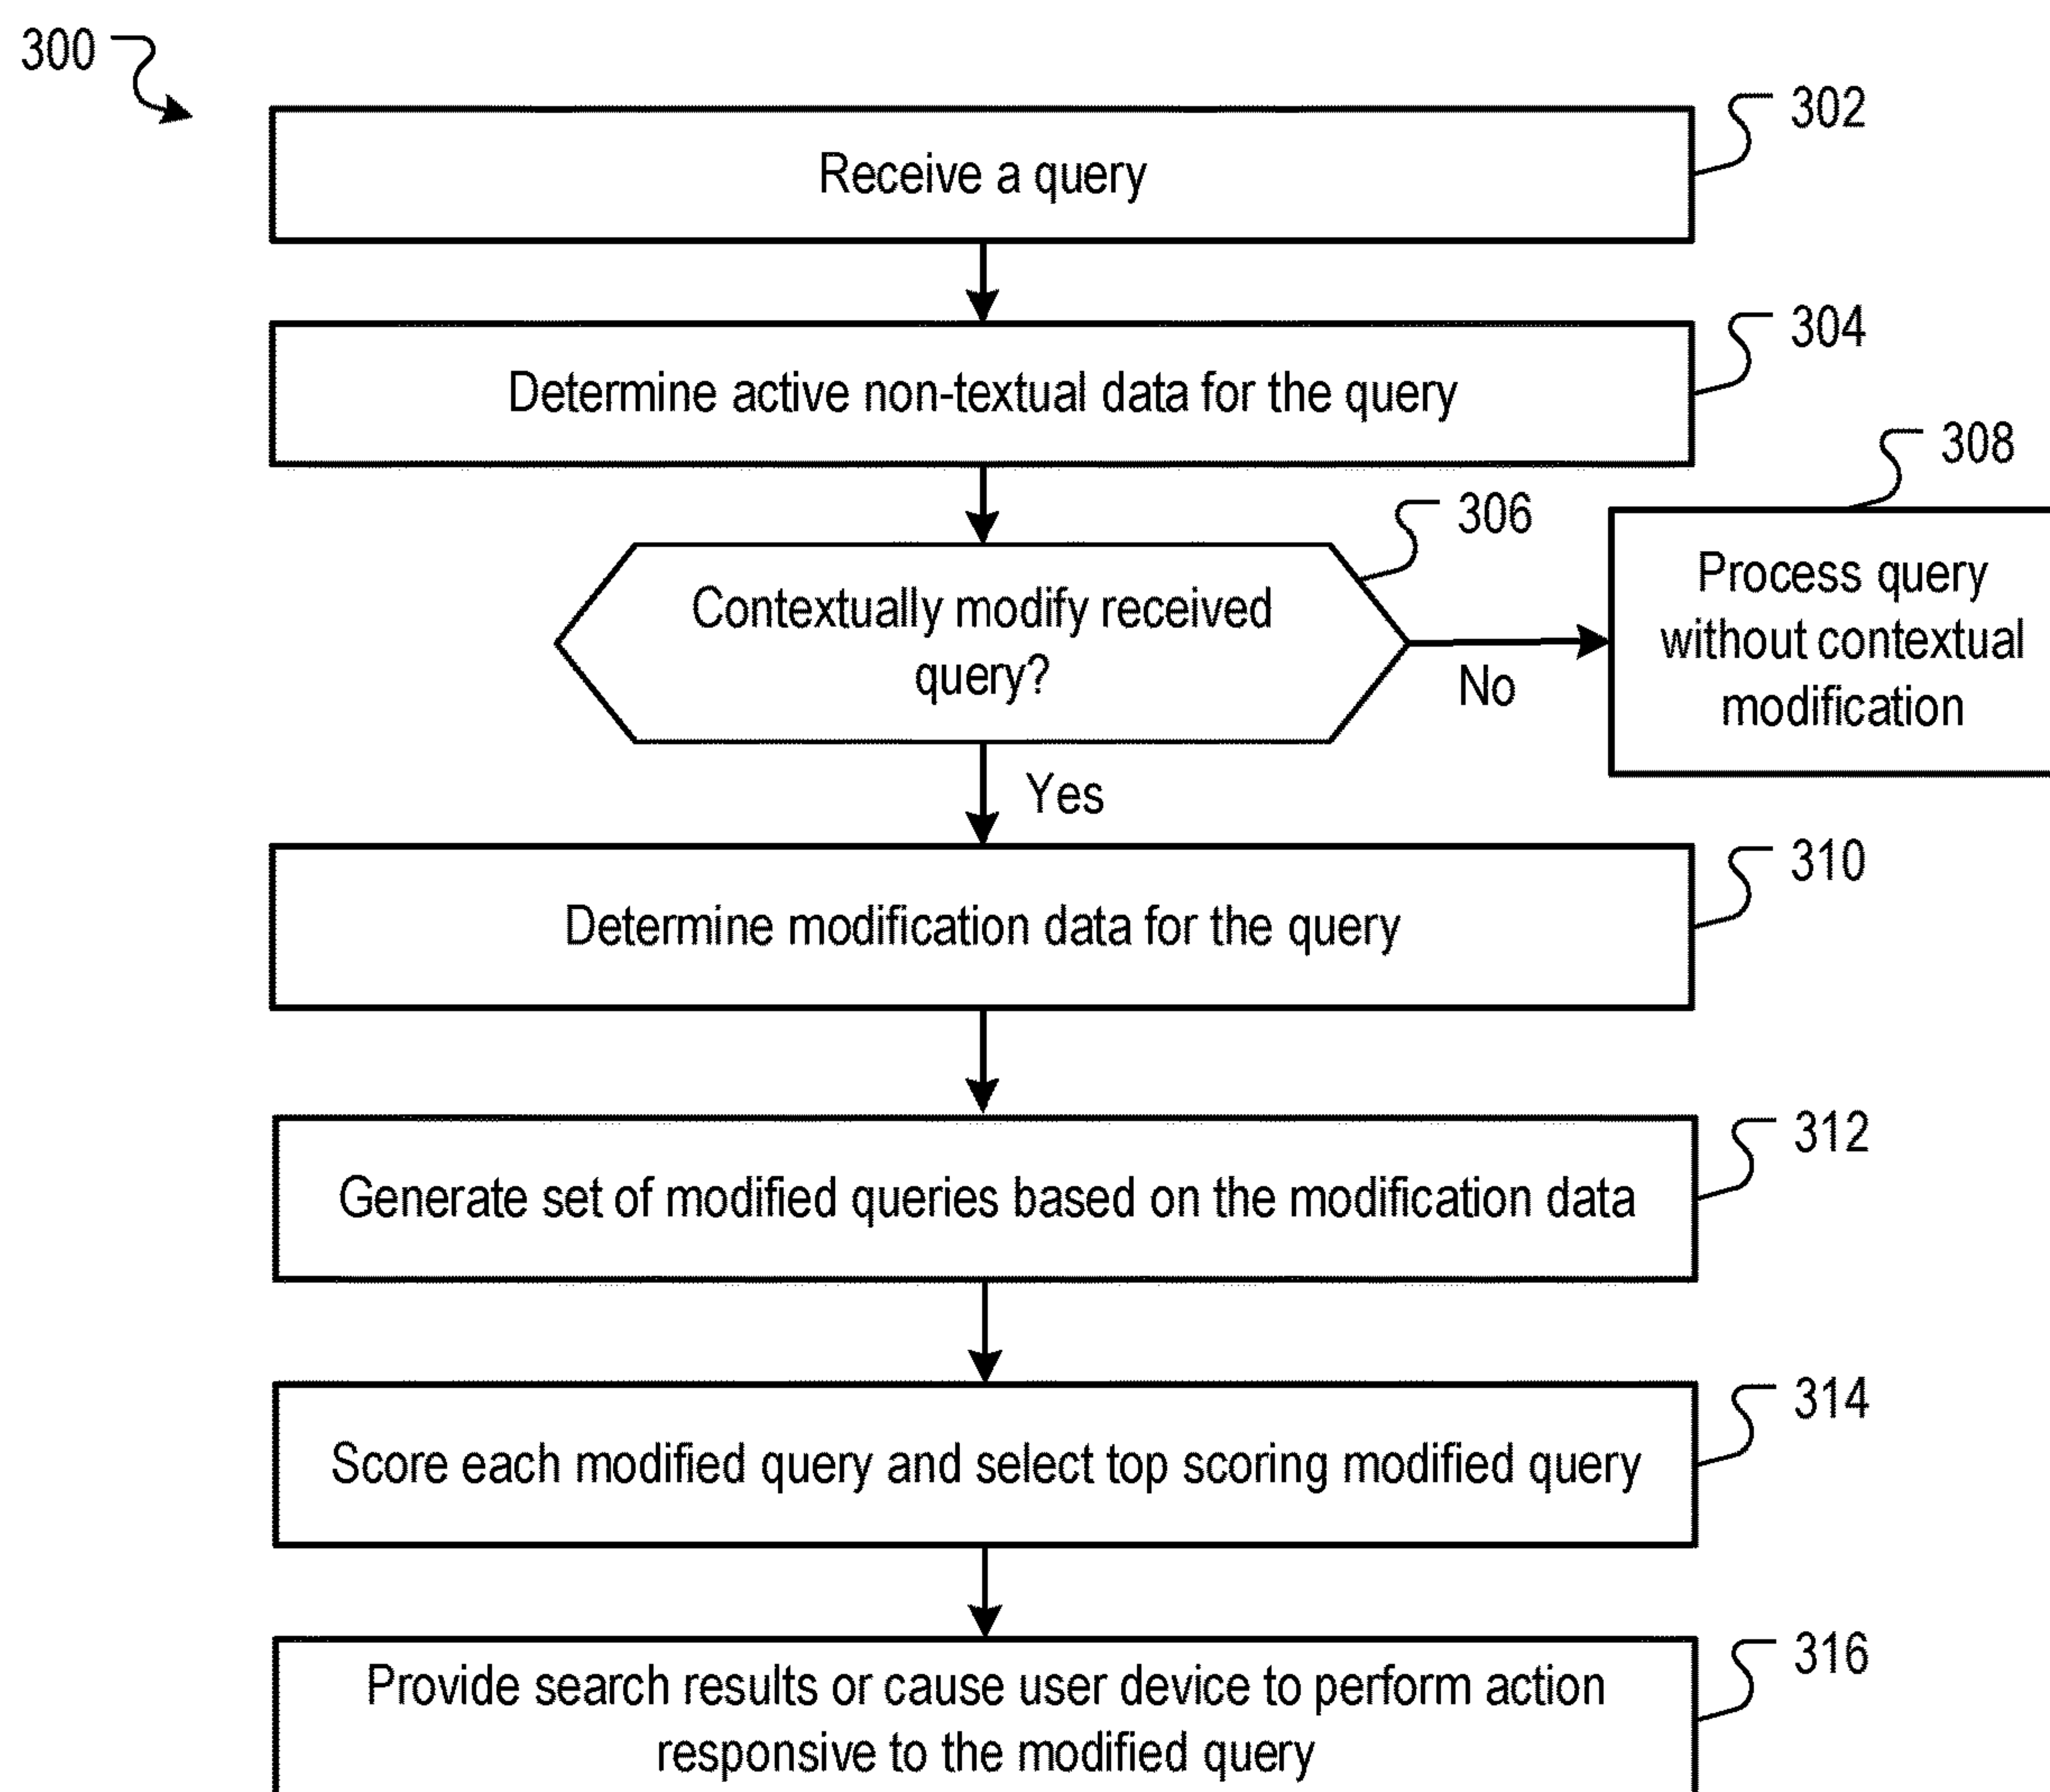 300
302
Receive a query
304
Determine active non-textual data for the query
308
306
Contextually modify received
query?
No
Process query
without contextual
modification
Yes
310
Determine modification data for the query
312
Generate set of modified queries based on the modification data
314
Score each modified query and select top scoring modified query
316
Provide search results or cause user device to perform action
responsive to the modified query